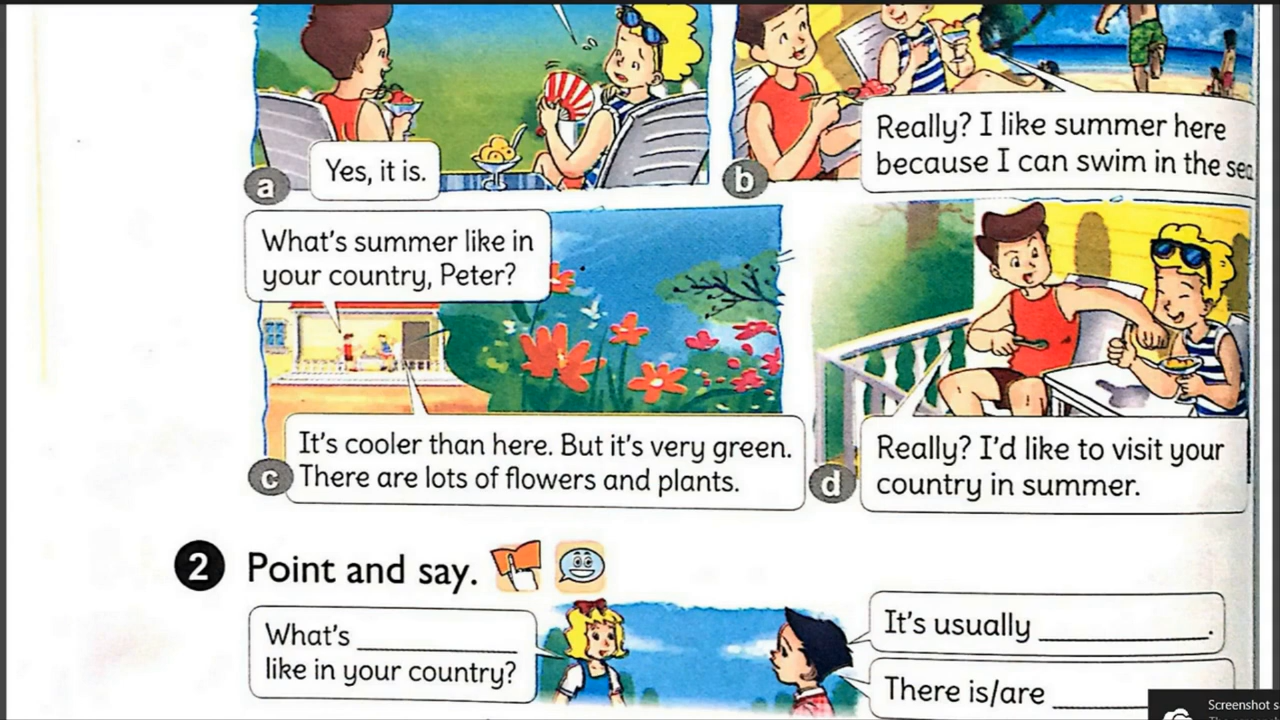 Yes, it is.
a
Really? I like summer here
because I can swim in the sea
b
What's summer like in
your country, Peter?
It's cooler than here. But it's very green.
There are lots of flowers and plants.
c
Really? I'd like to visit your
country in summer.
d
2 Point and say.
What's __________
like in your country?
It's usually __________.
There is/are __________
Screenshot s